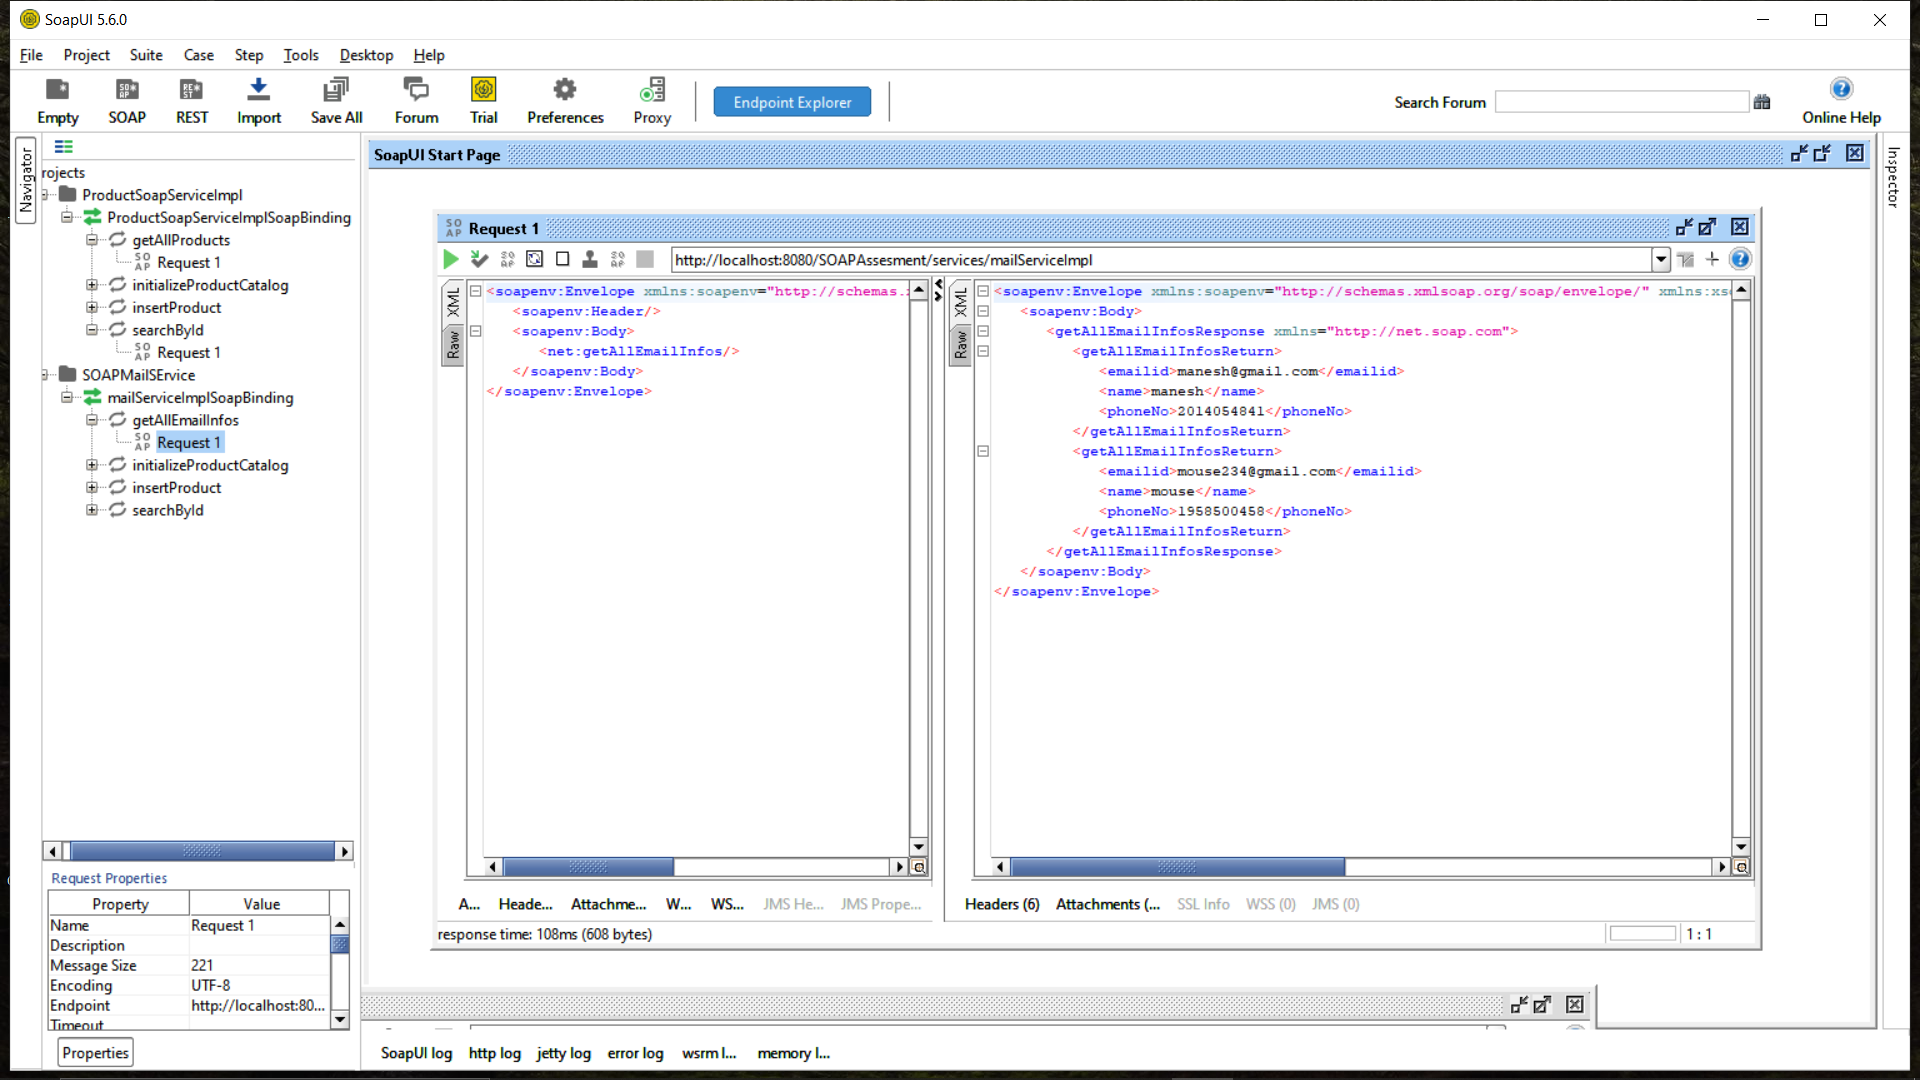 SoapUI 5.6.0
File Project Suite Case Step Tools Desktop Help
Empty SOAP REST Import Save All Forum Trial Preferences Proxy Endpoint Explorer Search Forum Online Help
Navigator
Inspector
rojects
ProductSoapServiceImpl
ProductSoapServiceImplSoapBinding
getAllProducts
Request 1
initializeProductCatalog
insertProduct
searchById
Request 1
SOAPMailSErvice
mailServiceImplSoapBinding
getAllEmailInfos
Request 1
initializeProductCatalog
insertProduct
searchById
Request Properties
Property Value
Name Request 1
Description
Message Size 221
Encoding UTF-8
Endpoint http://localhost:80...
Timeout
Properties
SoapUI Start Page
Request 1
http://localhost:8080/SOAPAssesment/services/mailServiceImpl
XML
Raw
<soapenv:Envelope xmlns:soapenv="http://schemas.
<soapenv:Header/>
<soapenv:Body>
<net:getAllEmailInfos/>
</soapenv:Body>
</soapenv:Envelope>
XML
Raw
<soapenv:Envelope xmlns:soapenv="http://schemas.xmlsoap.org/soap/envelope/" xmlns:xs
<soapenv:Body>
<getAllEmailInfosResponse xmlns="http://net.soap.com">
<getAllEmailInfosReturn>
<emailid>manesh@gmail.com</emailid>
<name>manesh</name>
<phoneNo>2014054841</phoneNo>
</getAllEmailInfosReturn>
<getAllEmailInfosReturn>
<emailid>mouse234@gmail.com</emailid>
<name>mouse</name>
<phoneNo>1958500458</phoneNo>
</getAllEmailInfosReturn>
</getAllEmailInfosResponse>
</soapenv:Body>
</soapenv:Envelope>
A... Heade... Attachme... W... WS... JMS He... JMS Prope...
Headers (6) Attachments (... SSL Info WSS (0) JMS (0)
response time: 108ms (608 bytes)
1 : 1
SoapUI log http log jetty log error log wsrm l... memory l...